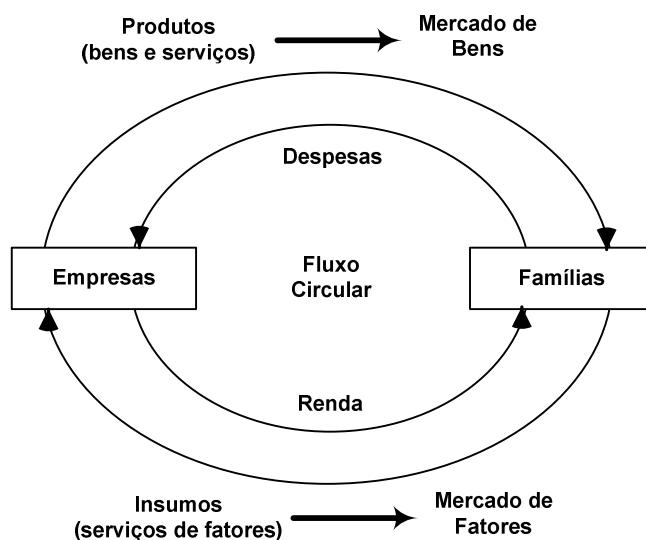 Produtos
(bens e serviços)
Mercado de
Bens
Despesas
Empresas
Fluxo
Circular
Famílias
Renda
Insumos
(serviços de fatores)
Mercado de
Fatores